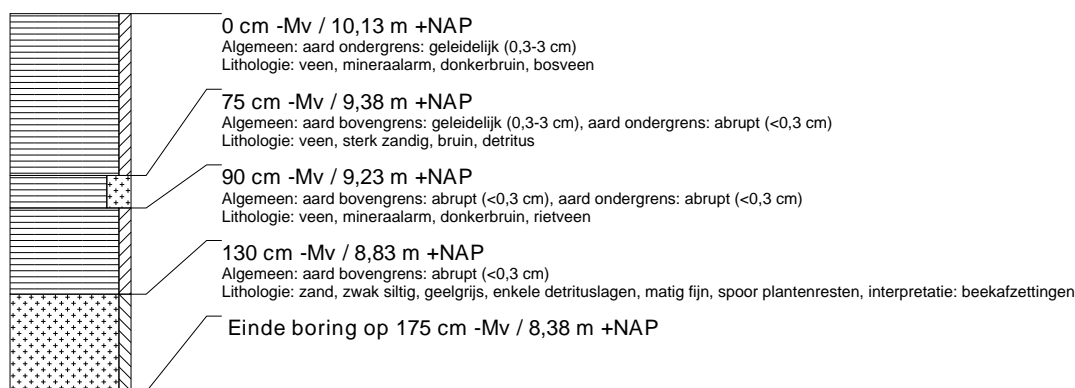 0 cm -Mv / 10,13 m +NAP
Algemeen: aard ondergrens: geleidelijk (0,3-3 cm)
Lithologie: veen, mineraalarm, donkerbruin, bosveen
75 cm -Mv / 9,38 m +NAP
Algemeen: aard bovengrens: geleidelijk (0,3-3 cm), aard ondergrens: abrupt (<0,3 cm)
Lithologie: veen, sterk zandig, bruin, detritus
90 cm -Mv / 9,23 m +NAP
Algemeen: aard bovengrens: abrupt (<0,3 cm), aard ondergrens: abrupt (<0,3 cm)
Lithologie: veen, mineraalarm, donkerbruin, rietveen
130 cm -Mv / 8,83 m +NAP
Algemeen: aard bovengrens: abrupt (<0,3 cm)
Lithologie: zand, zwak siltig, geelgrijs, enkele detrituslagen, matig fijn, spoor plantenresten, interpretatie: beekafzettingen
Einde boring op 175 cm -Mv / 8,38 m +NAP